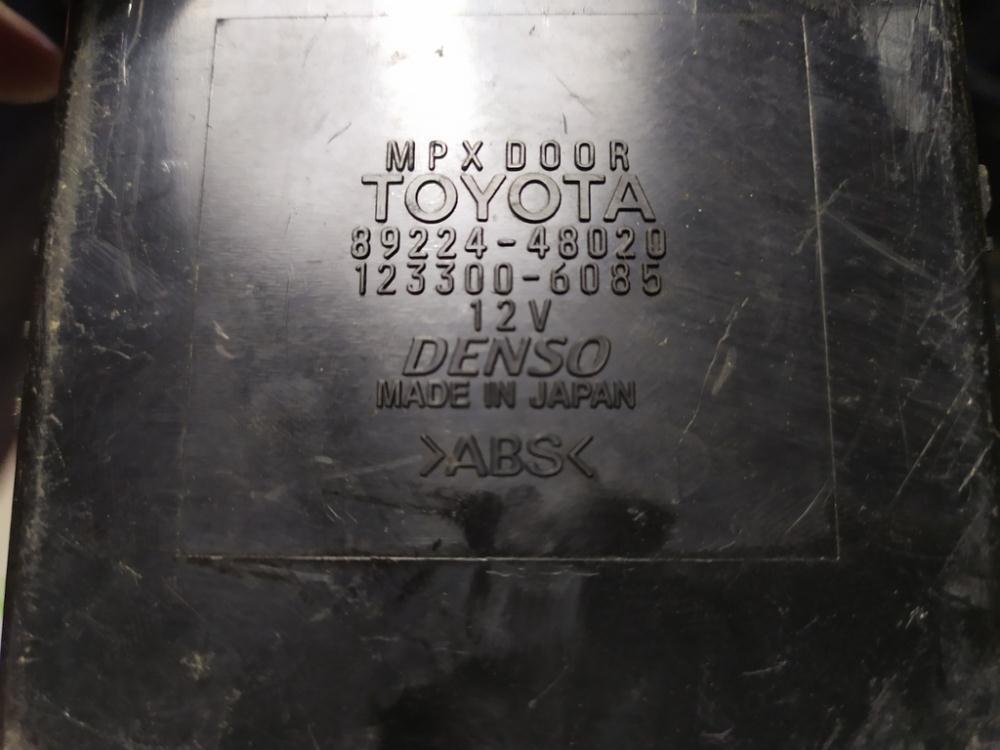 MPX DOOR
TOYOTA
89224-48020
123300-6085
12V
DENSO
MADE IN JAPAN
>ABS<